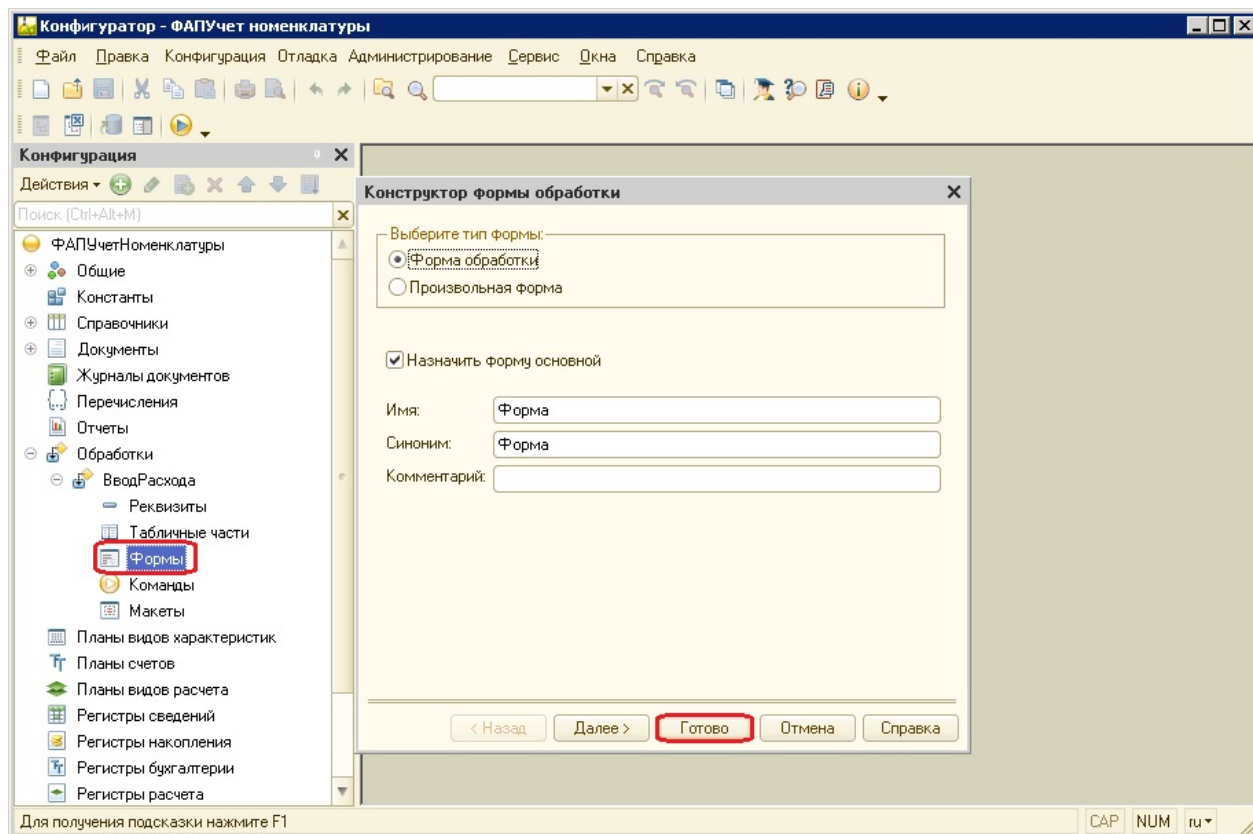 Конфигуратор - ФАПУчет номенклатуры
Файл Правка Конфигурация Отладка Администрирование Сервис Окна Справка
Конфигурация
Действия
Поиск (Ctrl+Alt+M)
ФАПУчетНоменклатуры
Общие
Константы
Справочники
Документы
Журналы документов
Перечисления
Отчеты
Обработки
ВводРасхода
Реквизиты
Табличные части
Формы
Команды
Макеты
Планы видов характеристик
Планы счетов
Планы видов расчета
Регистры сведений
Регистры накопления
Регистры бухгалтерии
Регистры расчета
Конструктор формы обработки
Выберите тип формы:
Форма обработки
Произвольная форма
Назначить форму основной
Имя: Форма
Синоним: Форма
Комментарий:
< Назад Далее > Готово Отмена Справка
Для получения подсказки нажмите F1 CAP NUM ru